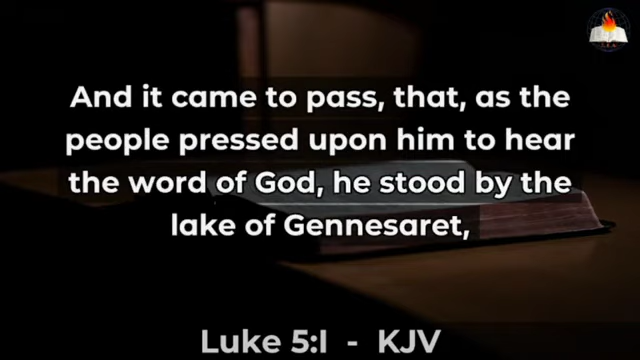 And it came to pass, that, as the
people pressed upon him to hear
the word of God, he stood by the
lake of Gennesaret,
Luke 5:1 - KJV